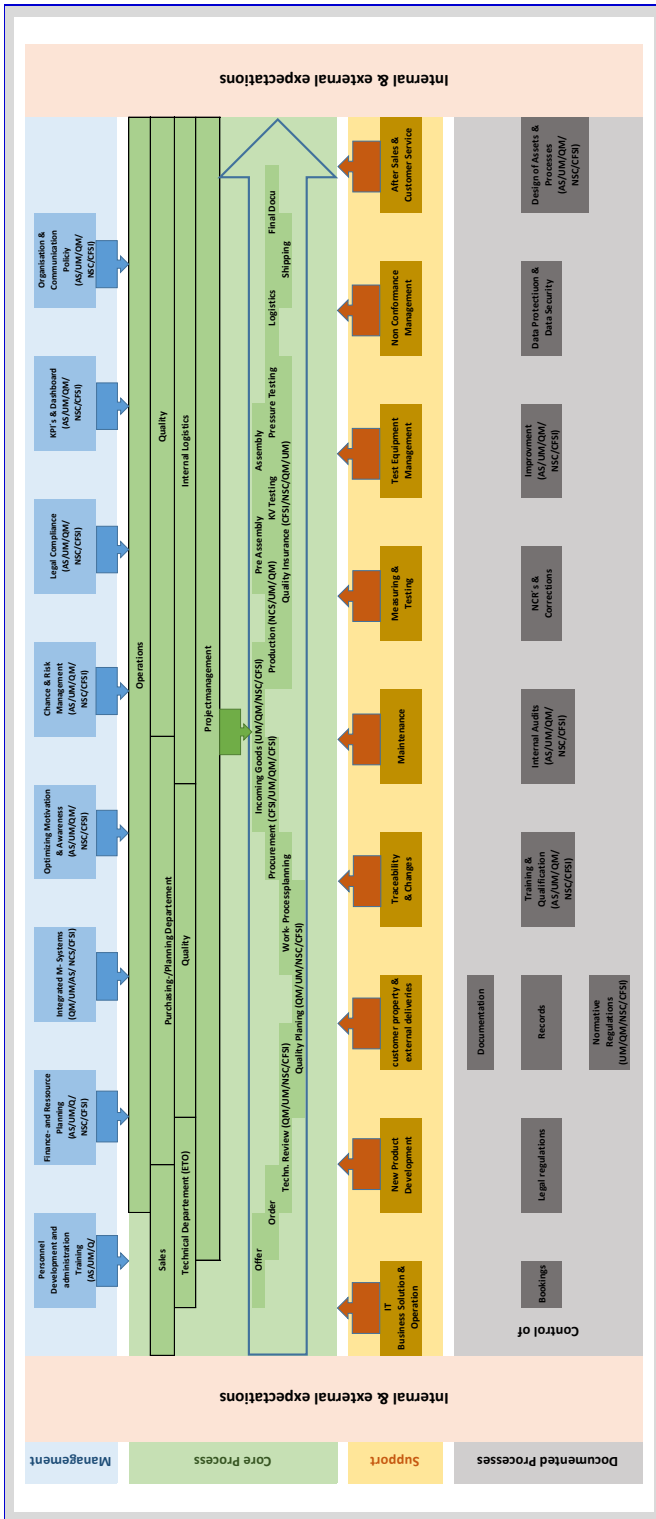 Management
Core Process
Support
Documented Processes
Internal & external expectations
Personnel
Development and
administration
Training
(AS/UM/Q/
Finance- and Ressource
Planning
(AS/UM/Q/
NSC/CFSI)
Integrated M- Systems
(QM/UM/AS/ NCS/CFSI)
Optimizing Motivation
& Awareness
(AS/UM/QM/
NSC/CFSI)
Chance & Risk
Management
(AS/UM/QM/
NSC/CFSI)
Legal Compliance
(AS/UM/QM/
NSC/CFSI)
KPI´s & Dashboard
(AS/UM/QM/
NSC/CFSI)
Organisation &
Communication
Policiy
(AS/UM/QM/
NSC/CFSI)
Operations
Sales
Purchasing-/Planning Departement
Quality
Technical Departement (ETO)
Quality
Internal Logistics
Projectmanagement
Offer
Order
Techn. Review (QM/UM/NSC/CFSI)
Quality Planing (QM/UM/NSC/CFSI)
Work- Processplanning
Procurement (CFSI/UM/QM/CFSI)
Incoming Goods (UM/QM/NSC/CFSI)
Production (NCS/UM/QM)
Pre Assembly
Assembly
KV Testing
Pressure Testing
Quality Insurance (CFSI/NSC/QM/UM)
Logistics
Final Docu
Shipping
IT
Business Solution &
Operation
New Product
Development
customer property &
external deliveries
Traceability
& Changes
Maintenance
Measuring &
Testing
Test Equipment
Management
Non Conformance
Management
After Sales &
Customer Service
Control of
Bookings
Legal regulations
Documentation
Records
Normative
Regulations
(UM/QM/NSC/CFSI)
Training &
Qualification
(AS/UM/QM/
NSC/CFSI)
Internal Audits
(AS/UM/QM/
NSC/CFSI)
NCR´s &
Corrections
Improvment
(AS/UM/QM/
NSC/CFSI)
Data Protectiuon &
Data Security
Design of Assets &
Processes
(AS/UM/QM/
NSC/CFSI)
Internal & external expectations